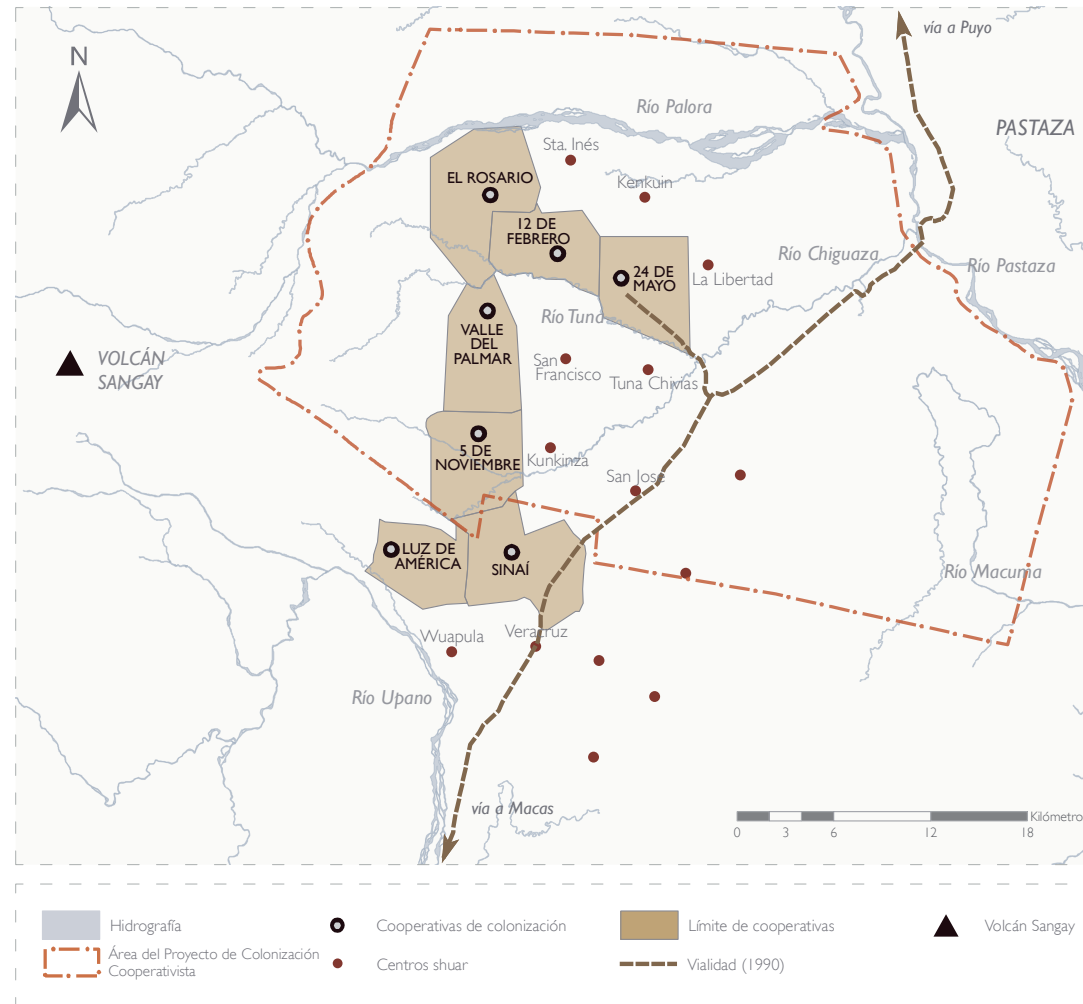 N
vía a Puyo
Río Palora
PASTAZA
Sta. Inés
EL ROSARIO
Kenkuin
12 DE
FEBRERO
Río Chiguaza
Río Pastaza
24 DE
MAYO
La Libertad
Río Tuna
VALLE
DEL
PALMAR
VOLCÁN
SANGAY
San
Francisco
Tuna Chivias
5 DE
NOVIEMBRE
Kunkinza
San José
LUZ DE
AMÉRICA
SINAÍ
Río Macuma
Wuapula
Veracruz
Río Upano
vía a Macas
Kilómetro
0 3 6 12 18
Hidrografía
Cooperativas de colonización
Límite de cooperativas
Volcán Sangay
Área del Proyecto de Colonización
Cooperativista
Centros shuar
Vialidad (1990)